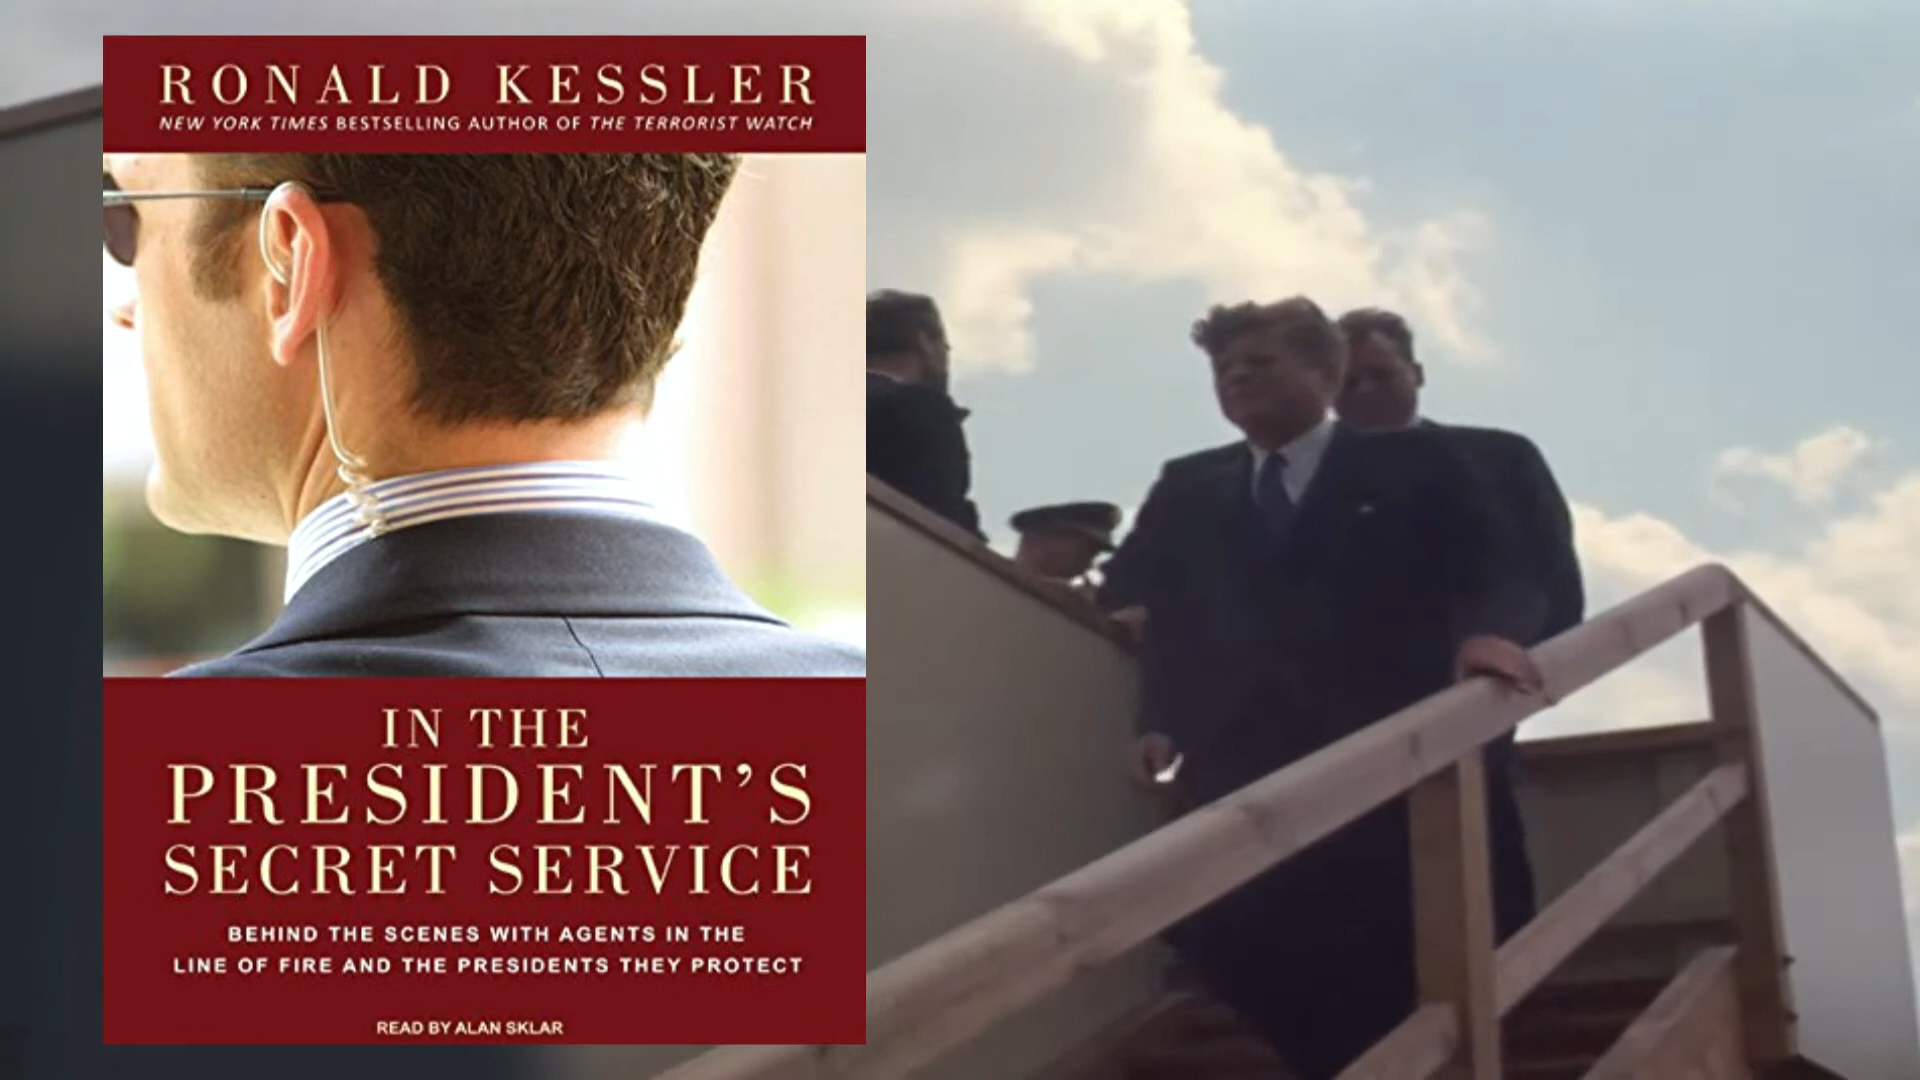 RONALD KESSLER
NEW YORK TIMES BESTSELLING AUTHOR OF THE TERRORIST WATCH
IN THE
PRESIDENT'S
SECRET SERVICE
BEHIND THE SCENES WITH AGENTS IN THE
LINE OF FIRE AND THE PRESIDENTS THEY PROTECT
READ BY ALAN SKLAR